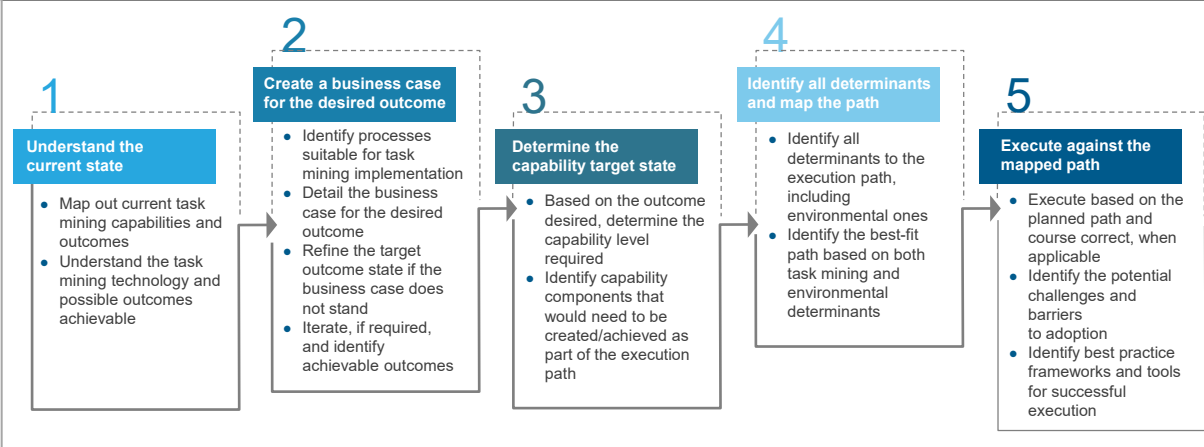 1
Understand the
current state
● Map out current task
mining capabilities and
outcomes
● Understand the task
mining technology and
possible outcomes
achievable
2
Create a business case
for the desired outcome
● Identify processes
suitable for task
mining implementation
● Detail the business
case for the desired
outcome
● Refine the target
outcome state if the
business case does
not stand
● Iterate, if required,
and identify
achievable outcomes
3
Determine the
capability target state
● Based on the outcome
desired, determine the
capability level
required
● Identify capability
components that
would need to be
created/achieved as
part of the execution
path
4
Identify all determinants
and map the path
● Identify all
determinants to the
execution path,
including
environmental ones
● Identify the best-fit
path based on both
task mining and
environmental
determinants
5
Execute against the
mapped path
● Execute based on the
planned path and
course correct, when
applicable
● Identify the potential
challenges and
barriers
to adoption
● Identify best practice
frameworks and tools
for successful
execution